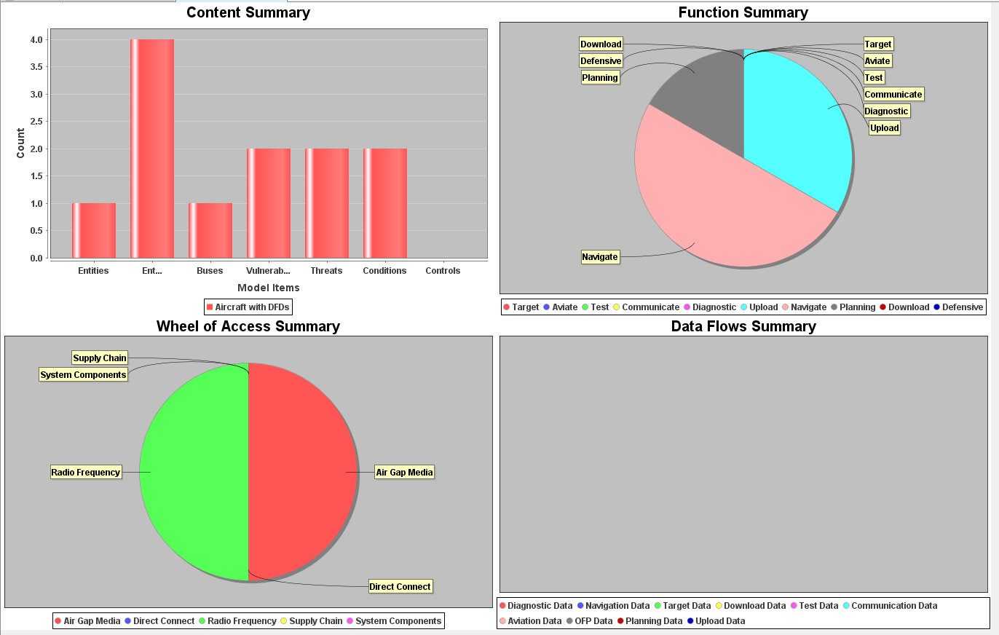 Content Summary
4.0
3.5
3.0
2.5
2.0
1.5
1.0
0.5
0.0
Count
Entities Ent... Buses Vulnerab... Threats Conditions Controls
Model Items
Aircraft with DFDs
Function Summary
Download
Defensive
Planning
Navigate
Target
Aviate
Test
Communicate
Diagnostic
Upload
Target Aviate Test Communicate Diagnostic Upload Navigate Planning Download Defensive
Wheel of Access Summary
Supply Chain
System Components
Radio Frequency
Air Gap Media
Direct Connect
Air Gap Media Direct Connect Radio Frequency Supply Chain System Components
Data Flows Summary
Diagnostic Data Navigation Data Target Data Download Data Test Data Communication Data
Aviation Data OFP Data Planning Data Upload Data